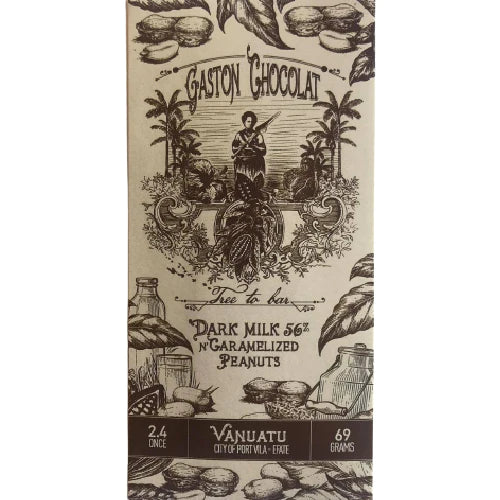 GASTON CHOCOLAT
Tree to bar
DARK MILK 56%
N' CARAMELIZED
PEANUTS
2.4
ONCE
VANUATU
CITY OF PORT VILA - EFATE
69
GRAMS